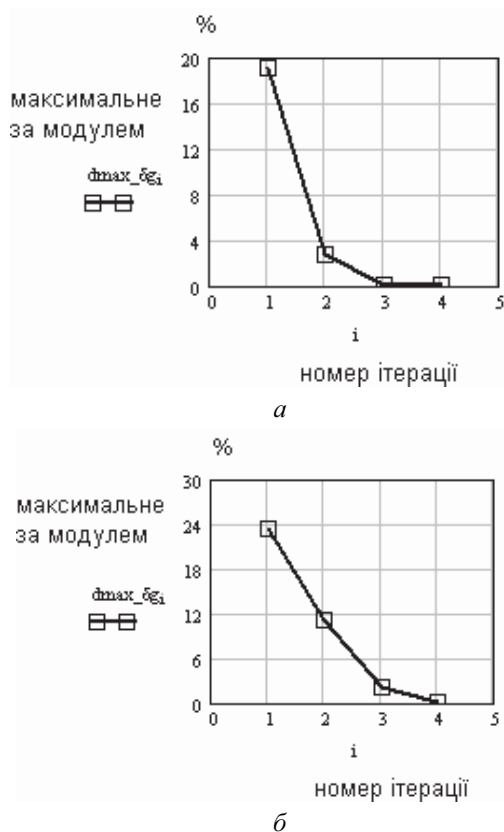 %
20
максимальне
за модулем
16
12
dmax_δgᵢ
8
4
0
0 1 2 3 4 5
i
номер ітерації
а
%
30
максимальне
за модулем
24
18
dmax_δgᵢ
12
6
0
0 1 2 3 4 5
i
номер ітерації
б